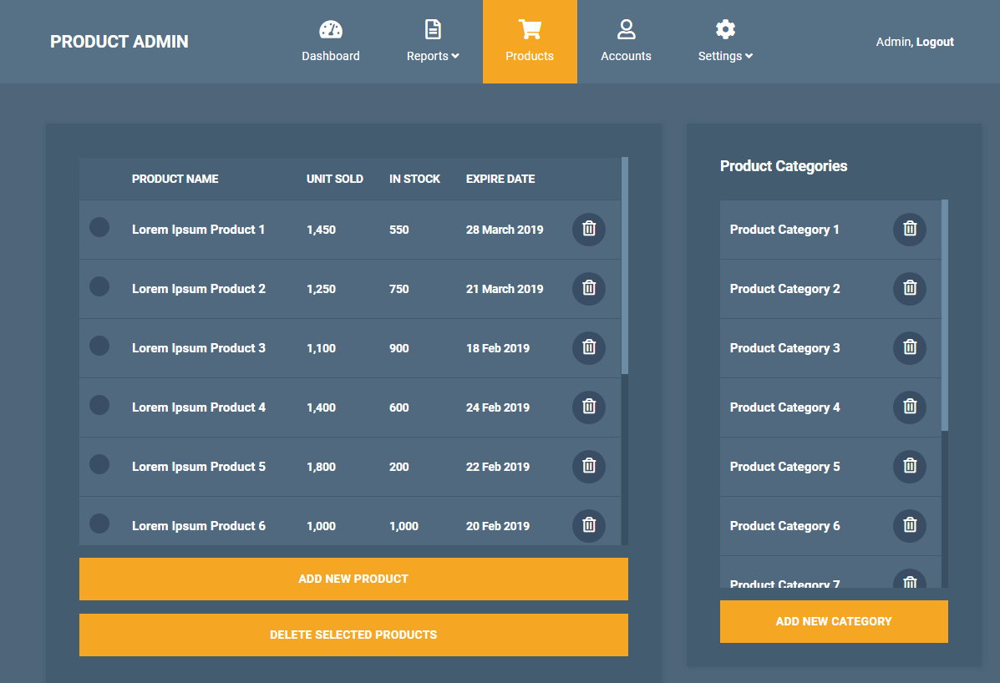 PRODUCT ADMIN
Dashboard
Reports
Products
Accounts
Settings
Admin, Logout
PRODUCT NAME UNIT SOLD IN STOCK EXPIRE DATE
Lorem Ipsum Product 1 1,450 550 28 March 2019
Lorem Ipsum Product 2 1,250 750 21 March 2019
Lorem Ipsum Product 3 1,100 900 18 Feb 2019
Lorem Ipsum Product 4 1,400 600 24 Feb 2019
Lorem Ipsum Product 5 1,800 200 22 Feb 2019
Lorem Ipsum Product 6 1,000 1,000 20 Feb 2019
ADD NEW PRODUCT
DELETE SELECTED PRODUCTS
Product Categories
Product Category 1
Product Category 2
Product Category 3
Product Category 4
Product Category 5
Product Category 6
Product Category 7
ADD NEW CATEGORY